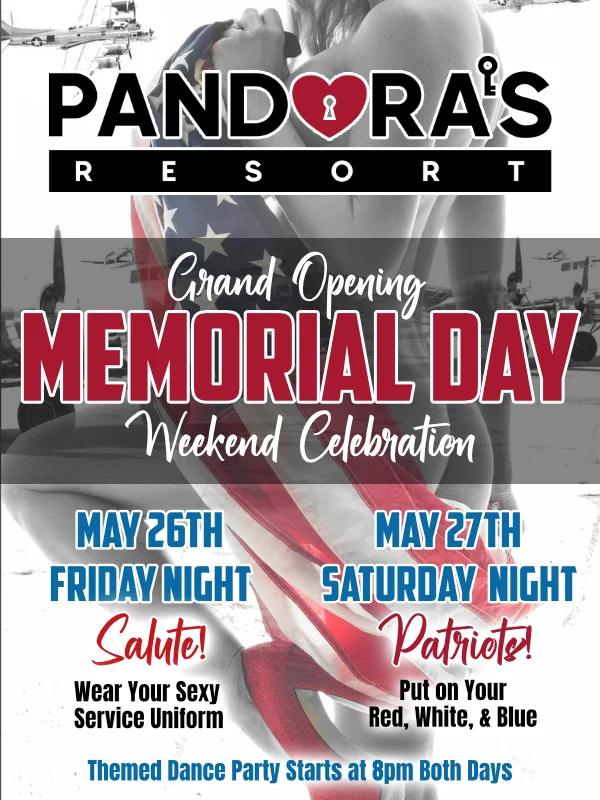 PANDORA'S
RESORT
Grand Opening
MEMORIAL DAY
Weekend Celebration
MAY 26TH
FRIDAY NIGHT
Salute!
Wear Your Sexy
Service Uniform
MAY 27TH
SATURDAY NIGHT
Patriots!
Put on Your
Red, White, & Blue
Themed Dance Party Starts at 8pm Both Days